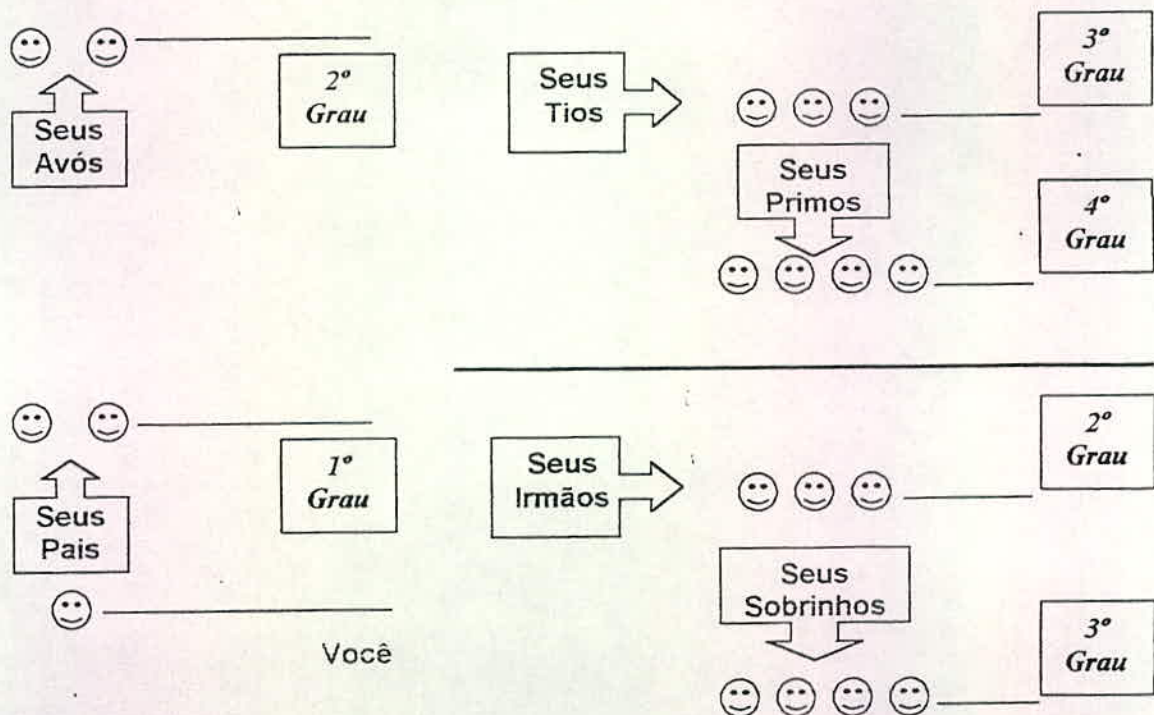 2º
Grau
Seus
Avós
Seus
Tios
3º
Grau
Seus
Primos
4º
Grau
1º
Grau
Seus
Pais
Você
Seus
Irmãos
2º
Grau
Seus
Sobrinhos
3º
Grau